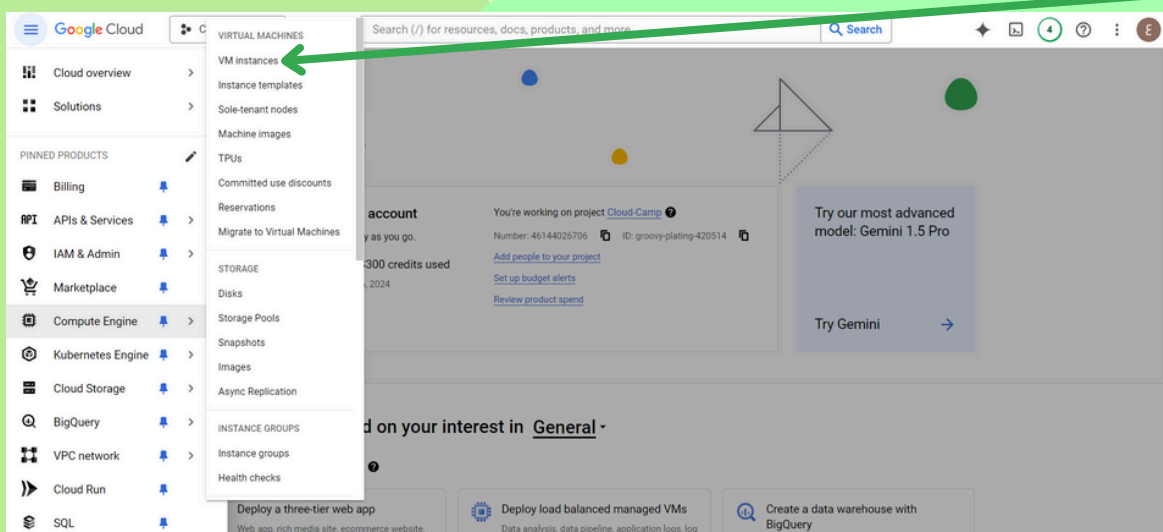 Google Cloud
C
Search (/) for resources, docs, products, and more
Search
4
Cloud overview
Solutions
PINNED PRODUCTS
Billing
API APIs & Services
IAM & Admin
Marketplace
Compute Engine
Kubernetes Engine
Cloud Storage
BigQuery
VPC network
Cloud Run
SQL
VIRTUAL MACHINES
VM instances
Instance templates
Sole-tenant nodes
Machine images
TPUs
Committed use discounts
Reservations
Migrate to Virtual Machines
STORAGE
Disks
Storage Pools
Snapshots
Images
Async Replication
INSTANCE GROUPS
Instance groups
Health checks
account
y as you go.
$300 credits used
, 2024
You're working on project Cloud-Camp
Number: 46144026706 ID: groovy-plating-420514
Add people to your project
Set up budget alerts
Review product spend
Try our most advanced
model: Gemini 1.5 Pro
Try Gemini
d on your interest in General
Deploy a three-tier web app
Web app, rich media site, ecommerce website,
Deploy load balanced managed VMs
Data analysis, data pipeline, application logs, log
Create a data warehouse with
BigQuery